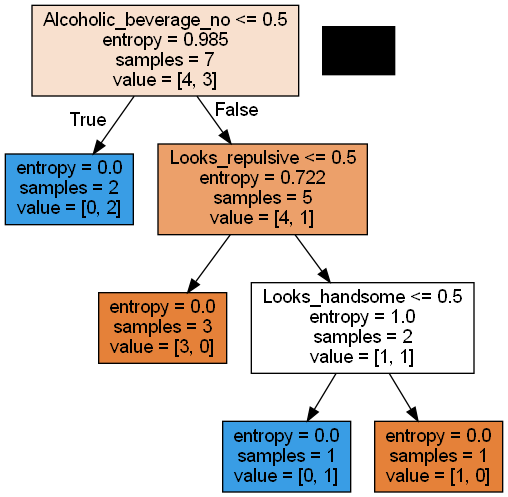 Alcoholic_beverage_no <= 0.5
entropy = 0.985
samples = 7
value = [4, 3]
True
False
entropy = 0.0
samples = 2
value = [0, 2]
Looks_repulsive <= 0.5
entropy = 0.722
samples = 5
value = [4, 1]
entropy = 0.0
samples = 3
value = [3, 0]
Looks_handsome <= 0.5
entropy = 1.0
samples = 2
value = [1, 1]
entropy = 0.0
samples = 1
value = [0, 1]
entropy = 0.0
samples = 1
value = [1, 0]